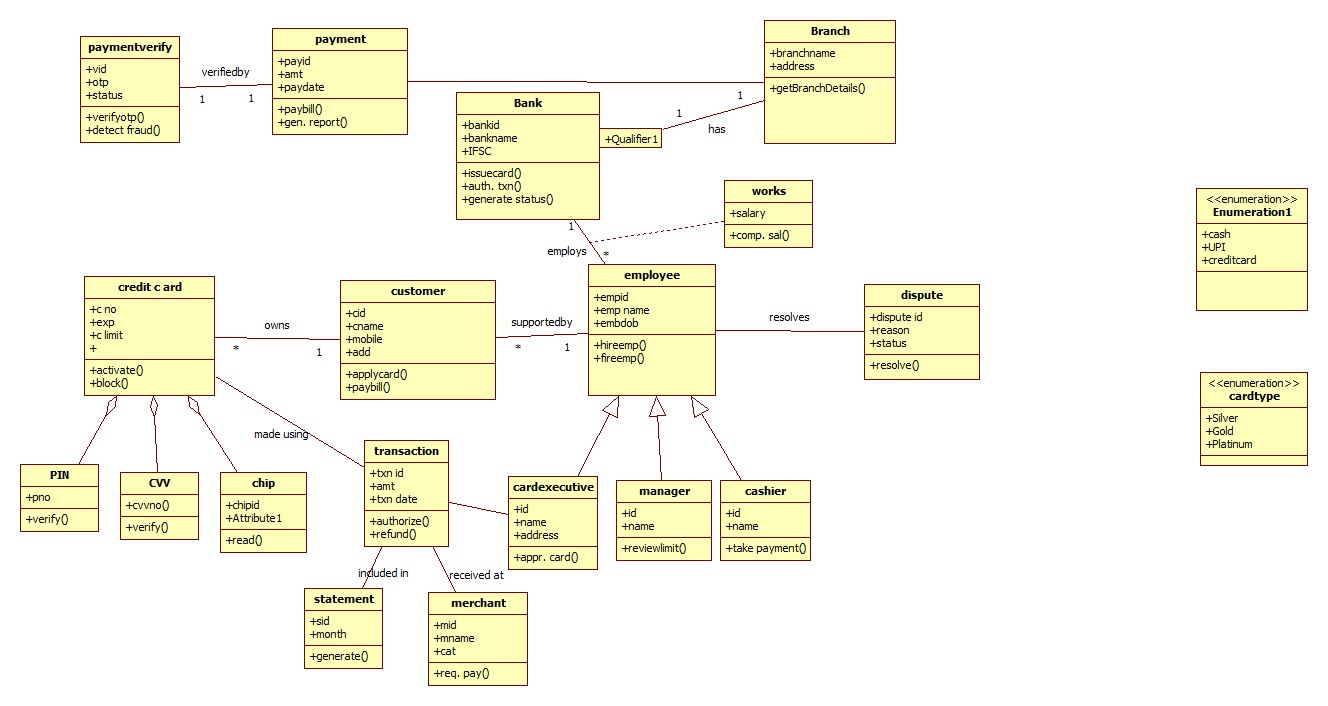 paymentverify
+vid
+otp
+status
+verifyotp()
+detect fraud()
verifiedby
1
1
payment
+payid
+amt
+paydate
+paybill()
+gen. report()
Branch
+branchname
+address
+getBranchDetails()
Bank
+bankid
+bankname
+IFSC
+issuecard()
+auth. txn()
+generate status()
+Qualifier1
1
1
has
works
+salary
+comp. sal()
1
employs
*
<<enumeration>>
Enumeration1
+cash
+UPI
+creditcard
credit c ard
+c no
+exp
+c limit
+
+activate()
+block()
owns
*
1
customer
+cid
+cname
+mobile
+add
+applycard()
+paybill()
supportedby
*
1
employee
+empid
+emp name
+embdob
+hireemp()
+fireemp()
resolves
dispute
+dispute id
+reason
+status
+resolve()
<<enumeration>>
cardtype
+Silver
+Gold
+Platinum
made using
PIN
+pno
+verify()
CVV
+cvvno()
+verify()
chip
+chipid
+Attribute1
+read()
transaction
+txn id
+amt
+txn date
+authorize()
+refund()
cardexecutive
+id
+name
+address
+appr. card()
manager
+id
+name
+reviewlimit()
cashier
+id
+name
+take payment()
included in
received at
statement
+sid
+month
+generate()
merchant
+mid
+mname
+cat
+req. pay()